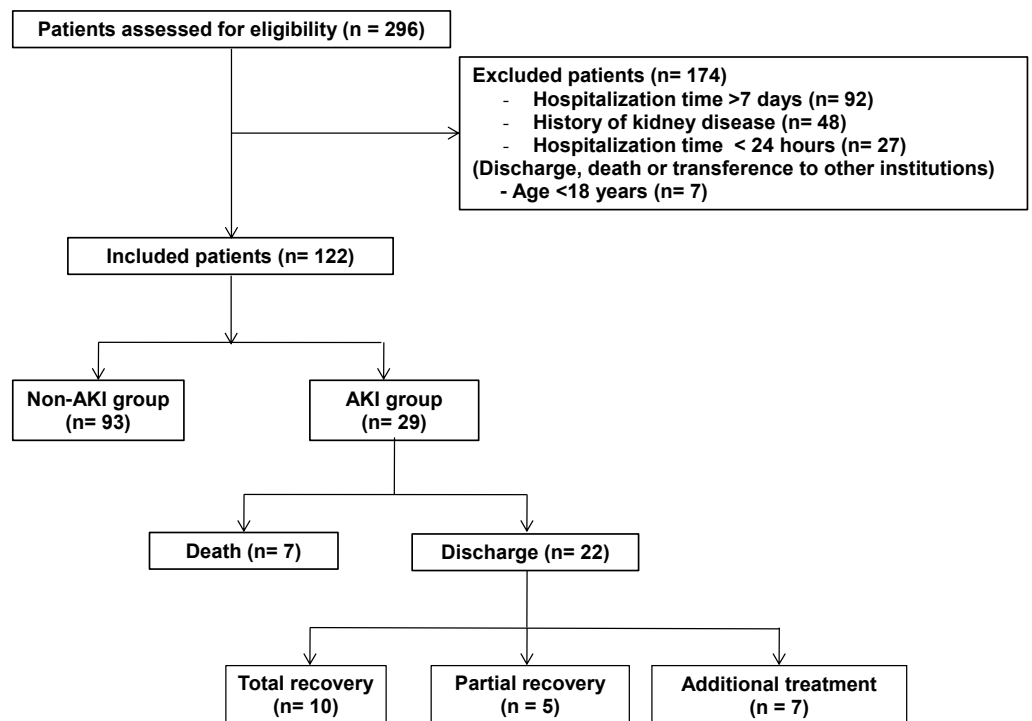 Patients assessed for eligibility (n = 296)
Excluded patients (n= 174)
- Hospitalization time >7 days (n= 92)
- History of kidney disease (n= 48)
- Hospitalization time < 24 hours (n= 27)
(Discharge, death or transference to other institutions)
- Age <18 years (n= 7)
Included patients (n= 122)
Non-AKI group
(n= 93)
AKI group
(n= 29)
Death (n= 7)
Discharge (n= 22)
Total recovery
(n= 10)
Partial recovery
(n = 5)
Additional treatment
(n = 7)